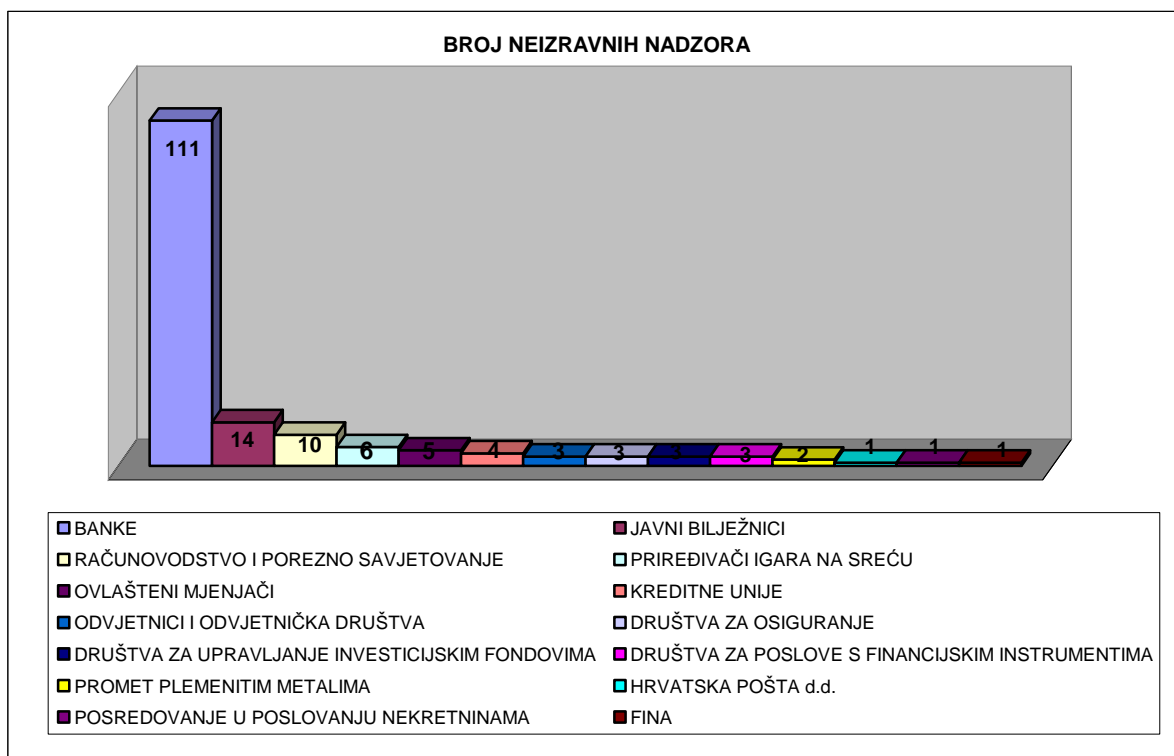 BROJ NEIZRAVNIH NADZORA
111
14
10
6
5
4
3
3
3
3
2
1
1
1
BANKE
JAVNI BILJEŽNICI
RAČUNOVODSTVO I POREZNO SAVJETOVANJE
PRIREĐIVAČI IGARA NA SREĆU
OVLAŠTENI MJENJAČI
KREDITNE UNIJE
ODVJETNICI I ODVJETNIČKA DRUŠTVA
DRUŠTVA ZA OSIGURANJE
DRUŠTVA ZA UPRAVLJANJE INVESTICIJSKIM FONDOVIMA
DRUŠTVA ZA POSLOVE S FINANCIJSKIM INSTRUMENTIMA
PROMET PLEMENITIM METALIMA
HRVATSKA POŠTA d.d.
POSREDOVANJE U POSLOVANJU NEKRETNINAMA
FINA